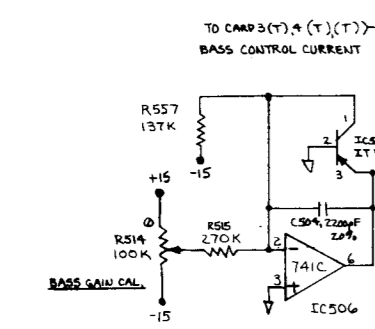 TO CARD 3(T),4 (T),(T))
BASS CONTROL CURRENT
R557
137K
1
2
3
-15
+15
C504, 2200pF
20%
R514
100K
R515
270K
2
741C
6
3
BASS GAIN CAL.
IC506
-15